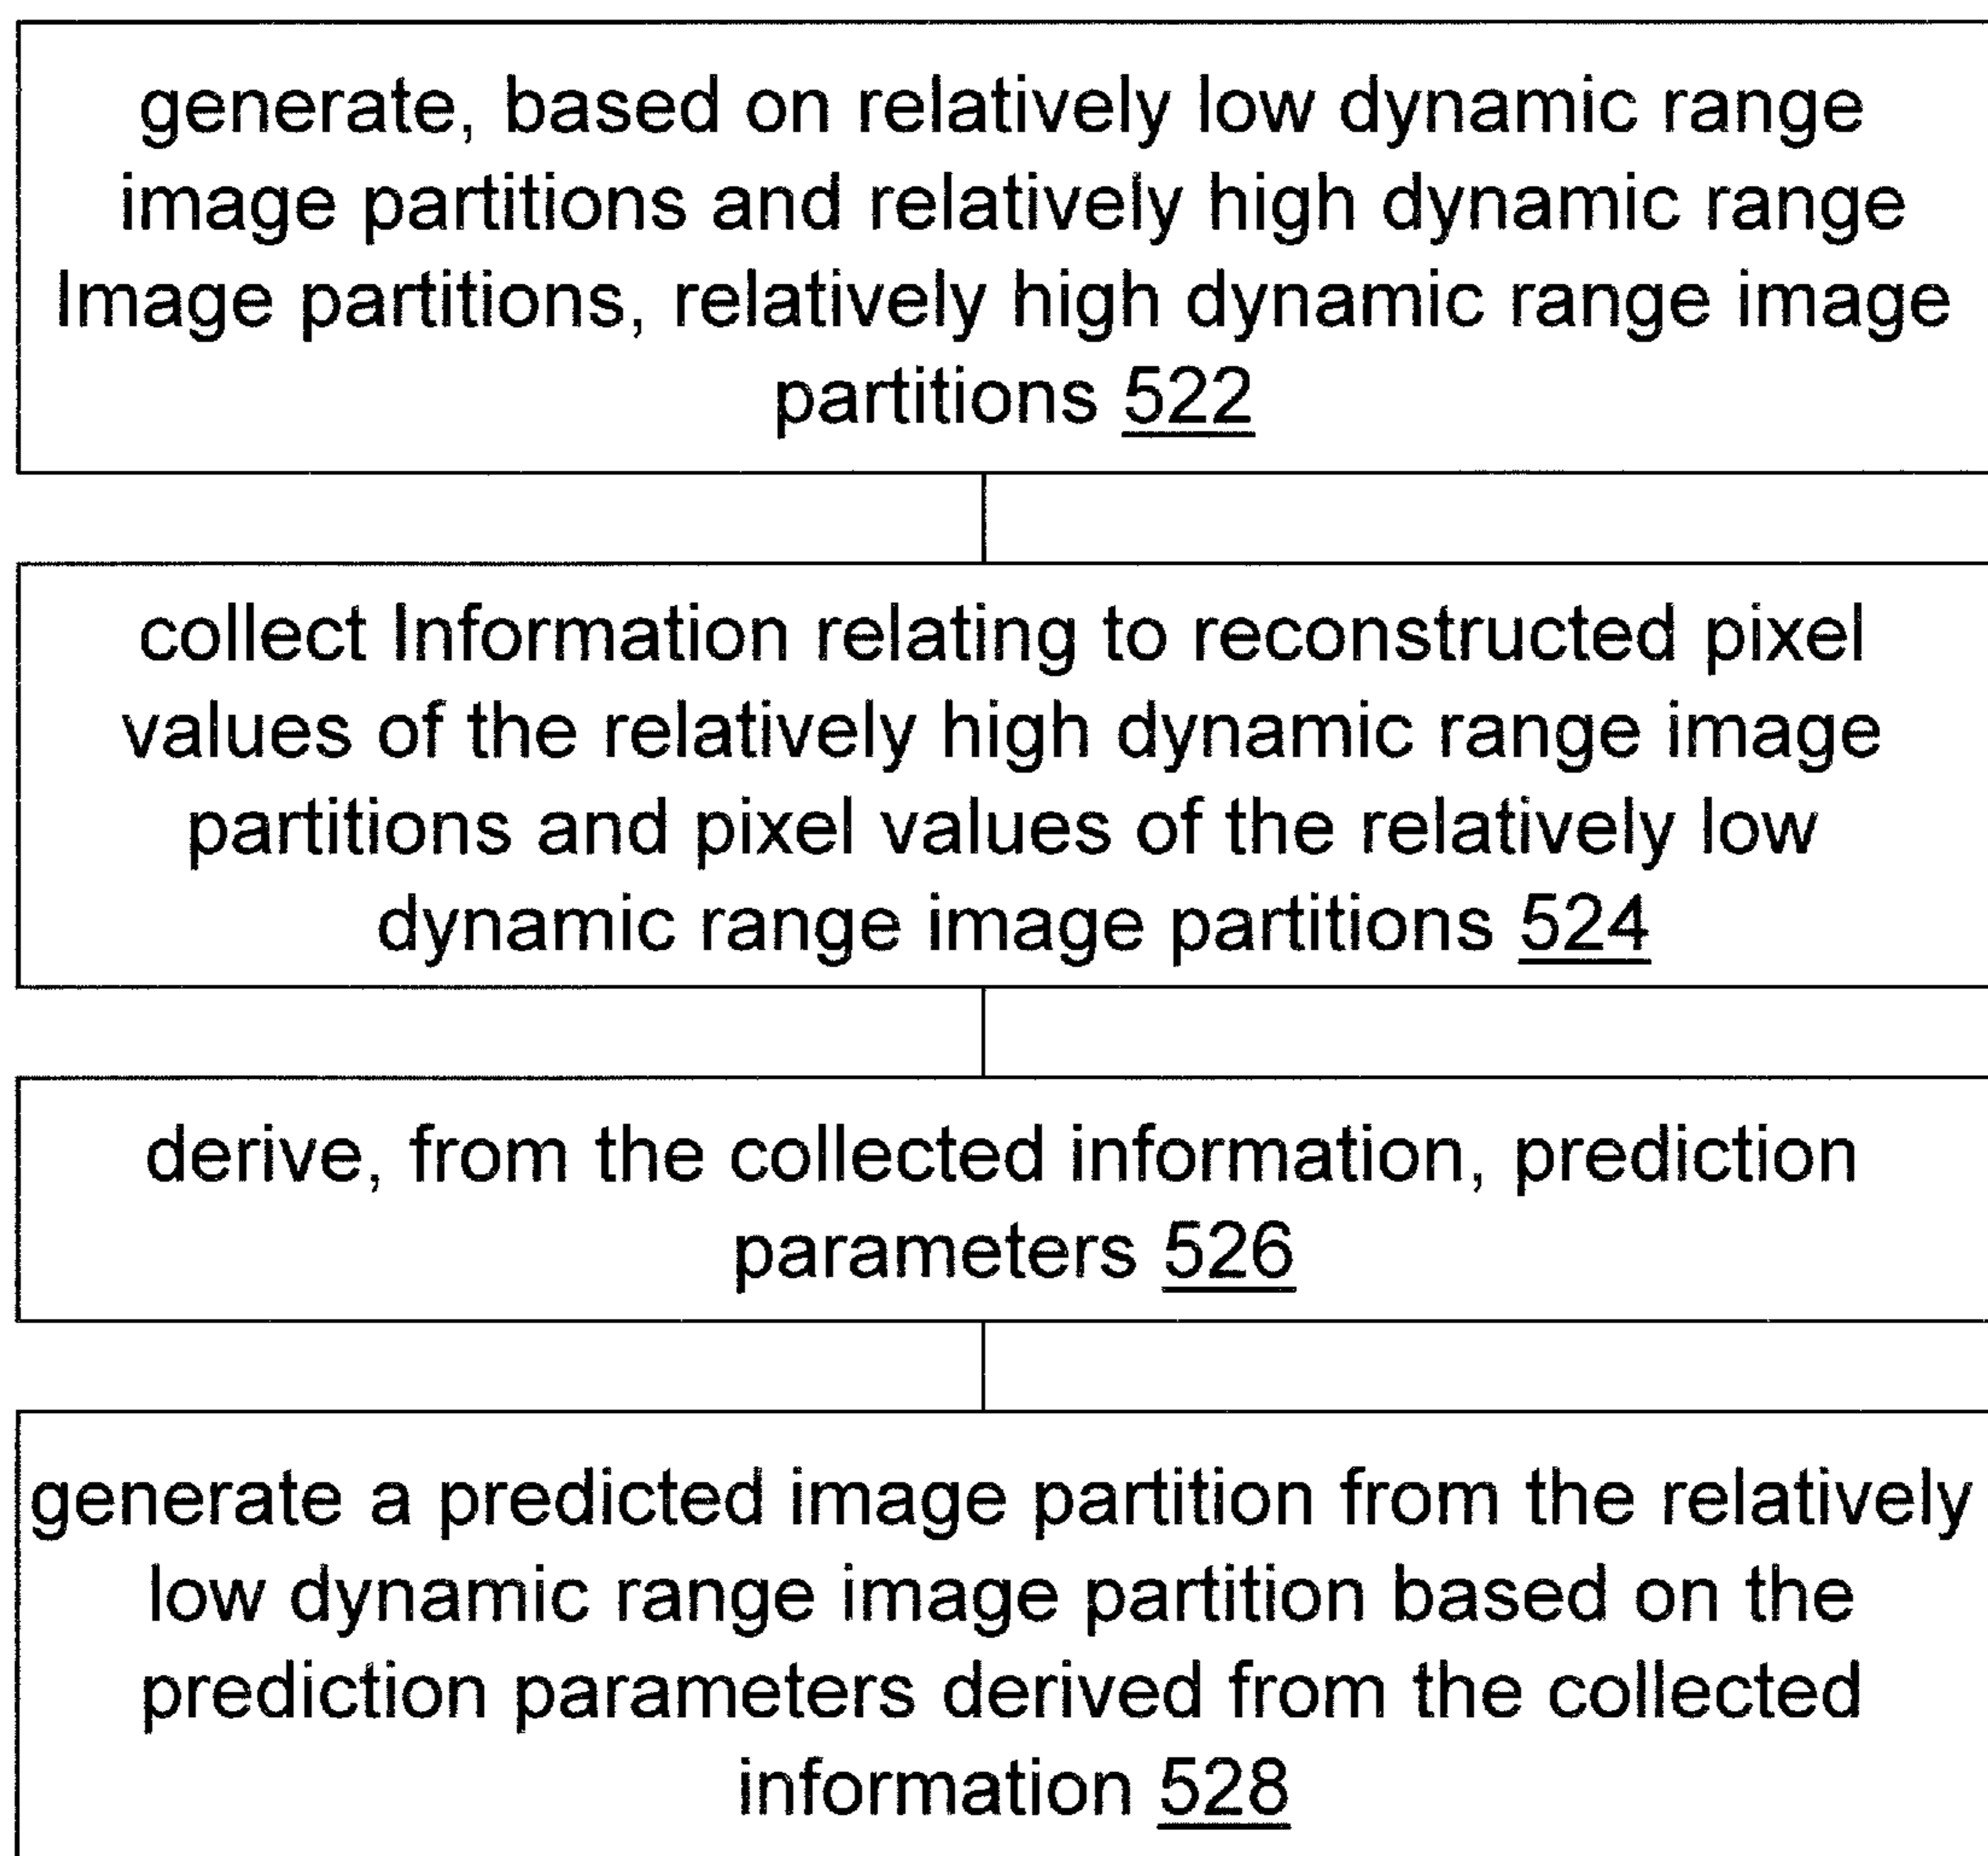 generate, based on relatively low dynamic range
image partitions and relatively high dynamic range
Image partitions, relatively high dynamic range image
partitions 522
collect Information relating to reconstructed pixel
values of the relatively high dynamic range image
partitions and pixel values of the relatively low
dynamic range image partitions 524
derive, from the collected information, prediction
parameters 526
generate a predicted image partition from the relatively
low dynamic range image partition based on the
prediction parameters derived from the collected
information 528